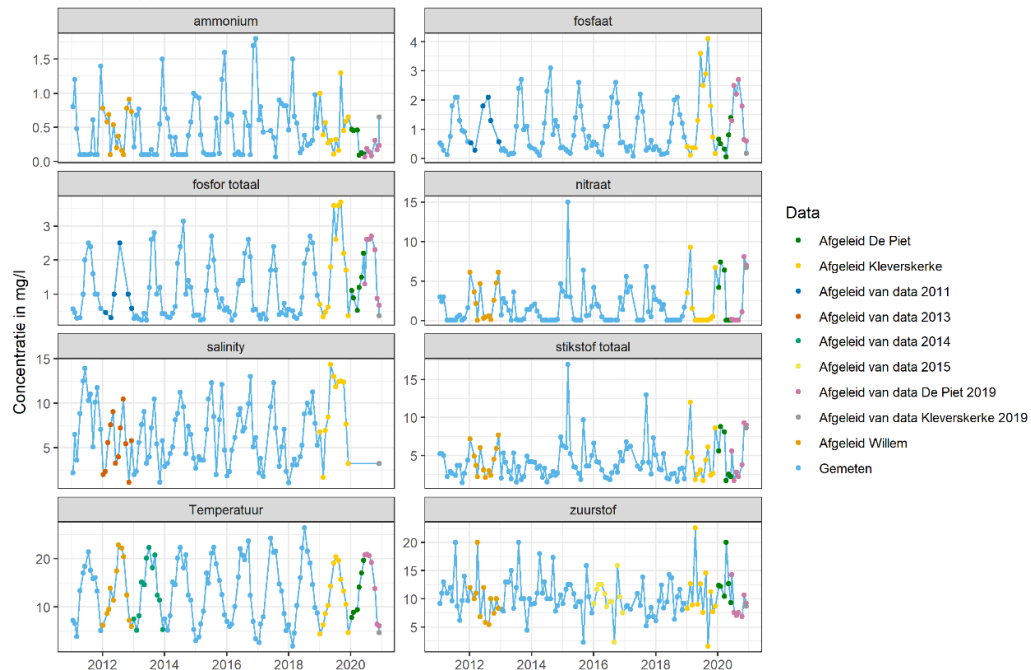 ammonium
fosfaat
1.5
1.0
0.5
0.0
4
3
2
1
0
fosfor totaal
nitraat
3
2
1
15
10
5
0
Data
Afgeleid De Piet
Afgeleid Kleverskerke
Afgeleid van data 2011
Afgeleid van data 2013
Afgeleid van data 2014
Afgeleid van data 2015
Afgeleid van data De Piet 2019
Afgeleid van data Kleverskerke 2019
Afgeleid Willem
Gemeten
Concentratie in mg/l
salinity
stikstof totaal
15
10
5
15
10
5
Temperatuur
zuurstof
20
10
20
15
10
5
2012 2014 2016 2018 2020
2012 2014 2016 2018 2020